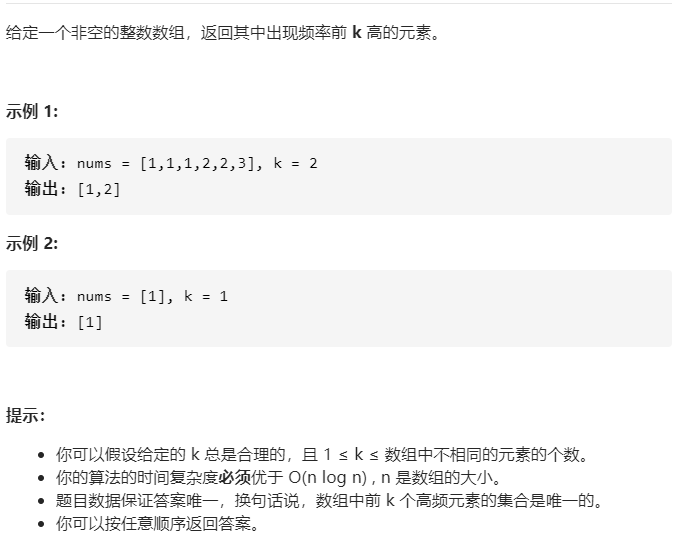 给定一个非空的整数数组，返回其中出现频率前 k 高的元素。
示例 1:
输入: nums = [1,1,1,2,2,3], k = 2
输出: [1,2]
示例 2:
输入: nums = [1], k = 1
输出: [1]
提示：
• 你可以假设给定的 k 总是合理的，且 1 ≤ k ≤ 数组中不相同的元素的个数。
• 你的算法的时间复杂度必须优于 O(n log n) , n 是数组的大小。
• 题目数据保证答案唯一，换句话说，数组中前 k 个高频元素的集合是唯一的。
• 你可以按任意顺序返回答案。